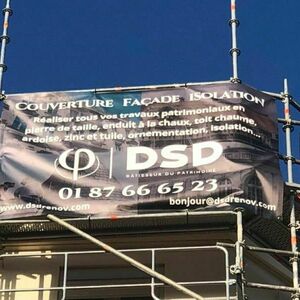 COUVERTURE FAÇADE ISOLATION
Réaliser tous vos travaux patrimoniaux en
pierre de taille, enduit à la chaux, toit chaume,
ardoise, zinc et tuile, ornementation, isolation...
DSD
BÂTISSEUR DU PATRIMOINE
01 87 66 65 23
www.dsdrenov.com bonjour@dsdrenov.com